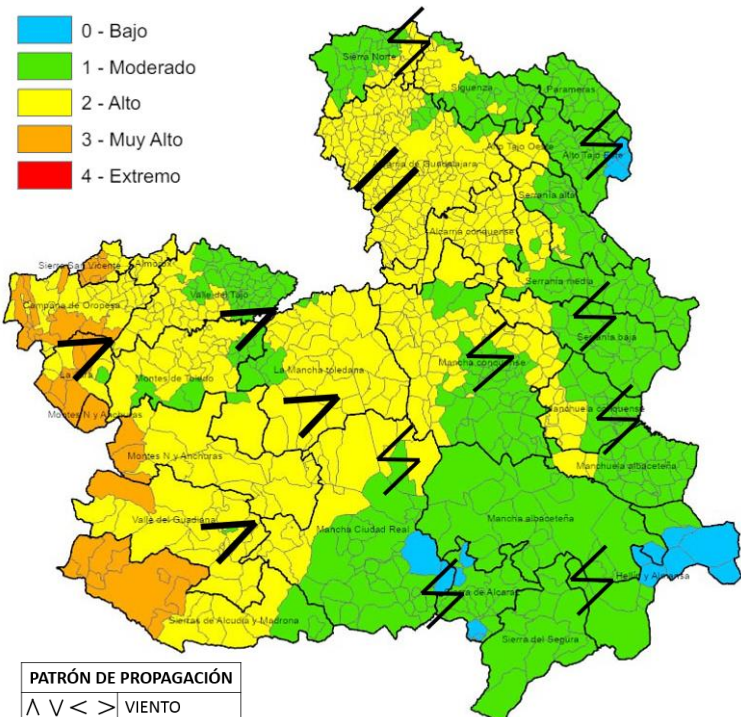 0 - Bajo
1 - Moderado
2 - Alto
3 - Muy Alto
4 - Extremo
Sierra Norte
Siguenza
Parameras
Alcarria de Guadalajara
Alto Tajo Oeste
Alto Tajo Este
Serranía alta
Alcarria conquense
Sierra San Vicente
Almorox
Campana de Oropesa
Valle del Tajo
Serranía media
Serranía baja
La Mancha toledana
Mancha conquense
Montes de Toledo
Montes N y Anchuras
Manchuela conquense
Montes N y Anchuras
Manchuela albaceteña
Valle del Guadiana
Mancha Ciudad Real
Mancha albaceteña
Hellín y Almansa
Sierra de Alcaraz
Sierras de Alcudia y Madrona
Sierra del Segura
PATRÓN DE PROPAGACIÓN
Λ V < > VIENTO